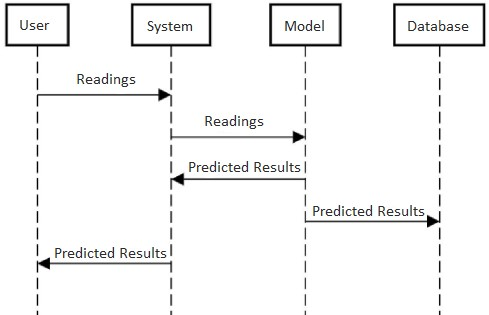 User
System
Model
Database
Readings
Readings
Predicted Results
Predicted Results
Predicted Results